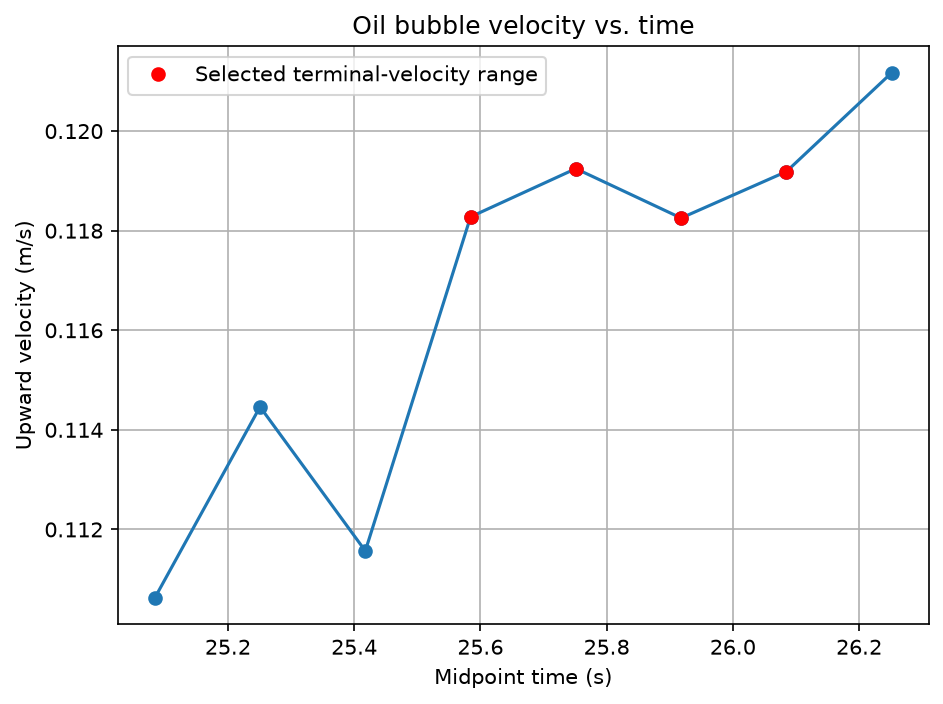 Oil bubble velocity vs. time
Selected terminal-velocity range
Upward velocity (m/s)
0.120
0.118
0.116
0.114
0.112
25.2 25.4 25.6 25.8 26.0 26.2
Midpoint time (s)